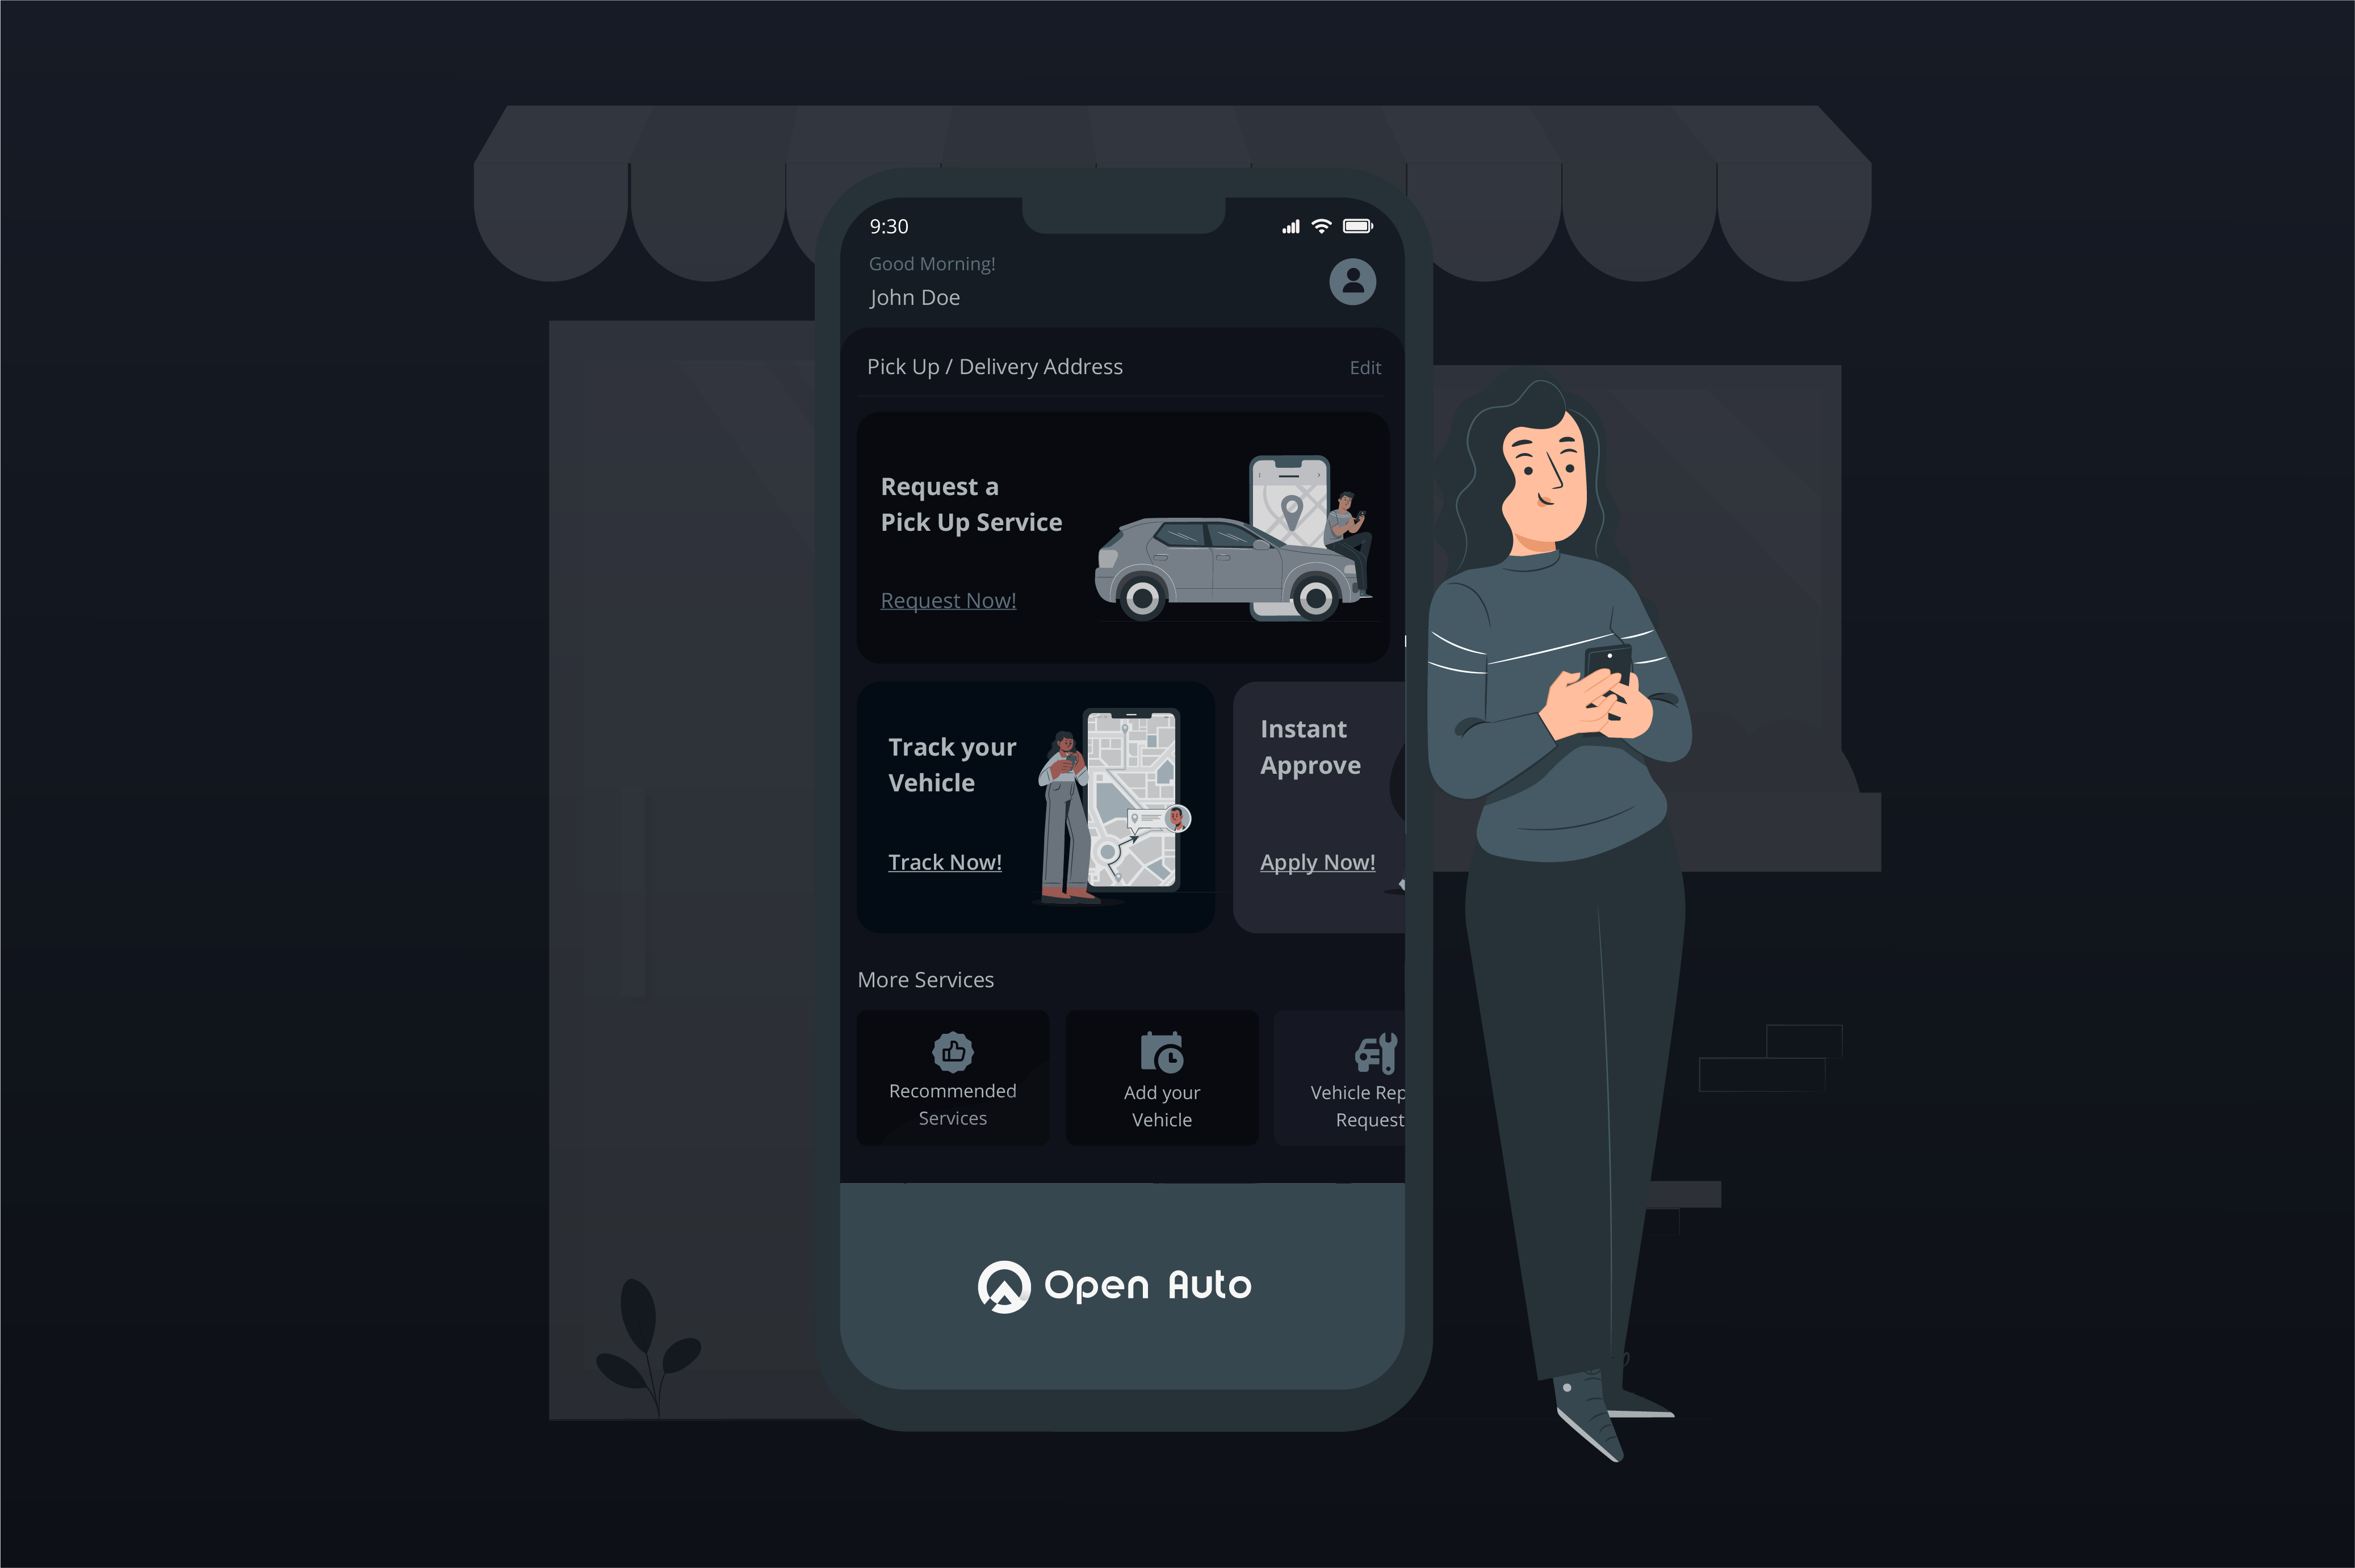 9:30
Good Morning!
John Doe
Pick Up / Delivery Address
Edit
Request a
Pick Up Service
Request Now!
Track your
Vehicle
Track Now!
Instant
Approve
Apply Now!
More Services
Recommended
Services
Add your
Vehicle
Vehicle Rep
Request
Open Auto